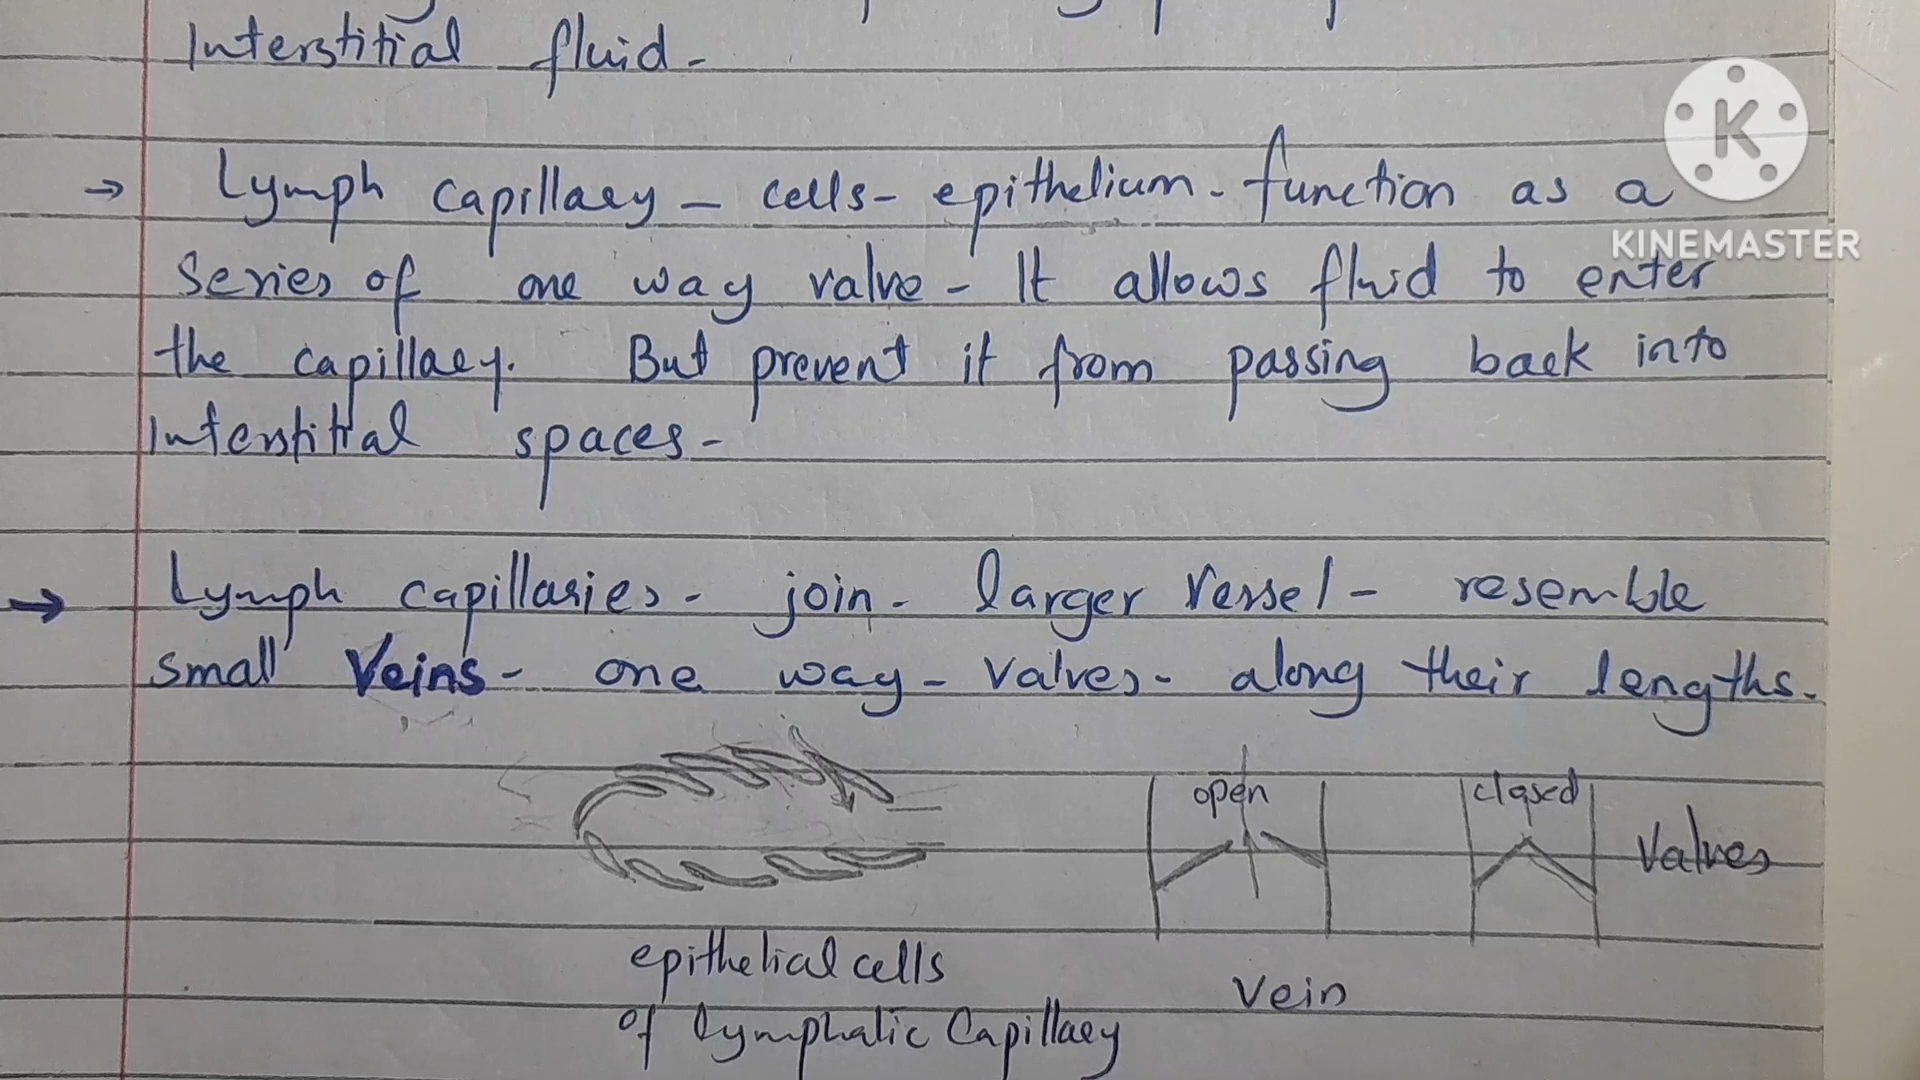 Interstitial fluid-
→ Lymph capillary - cells - epithelium - function as a
series of one way valve - It allows fluid to enter
the capillary. But prevent it from passing back into
interstitial spaces -
→ Lymph capillaries - join - larger vessel - resemble
small Veins - one way - valves - along their lengths.
open closed
Valves
epithelial cells
of lymphatic Capillary
Vein
K
KINEMASTER